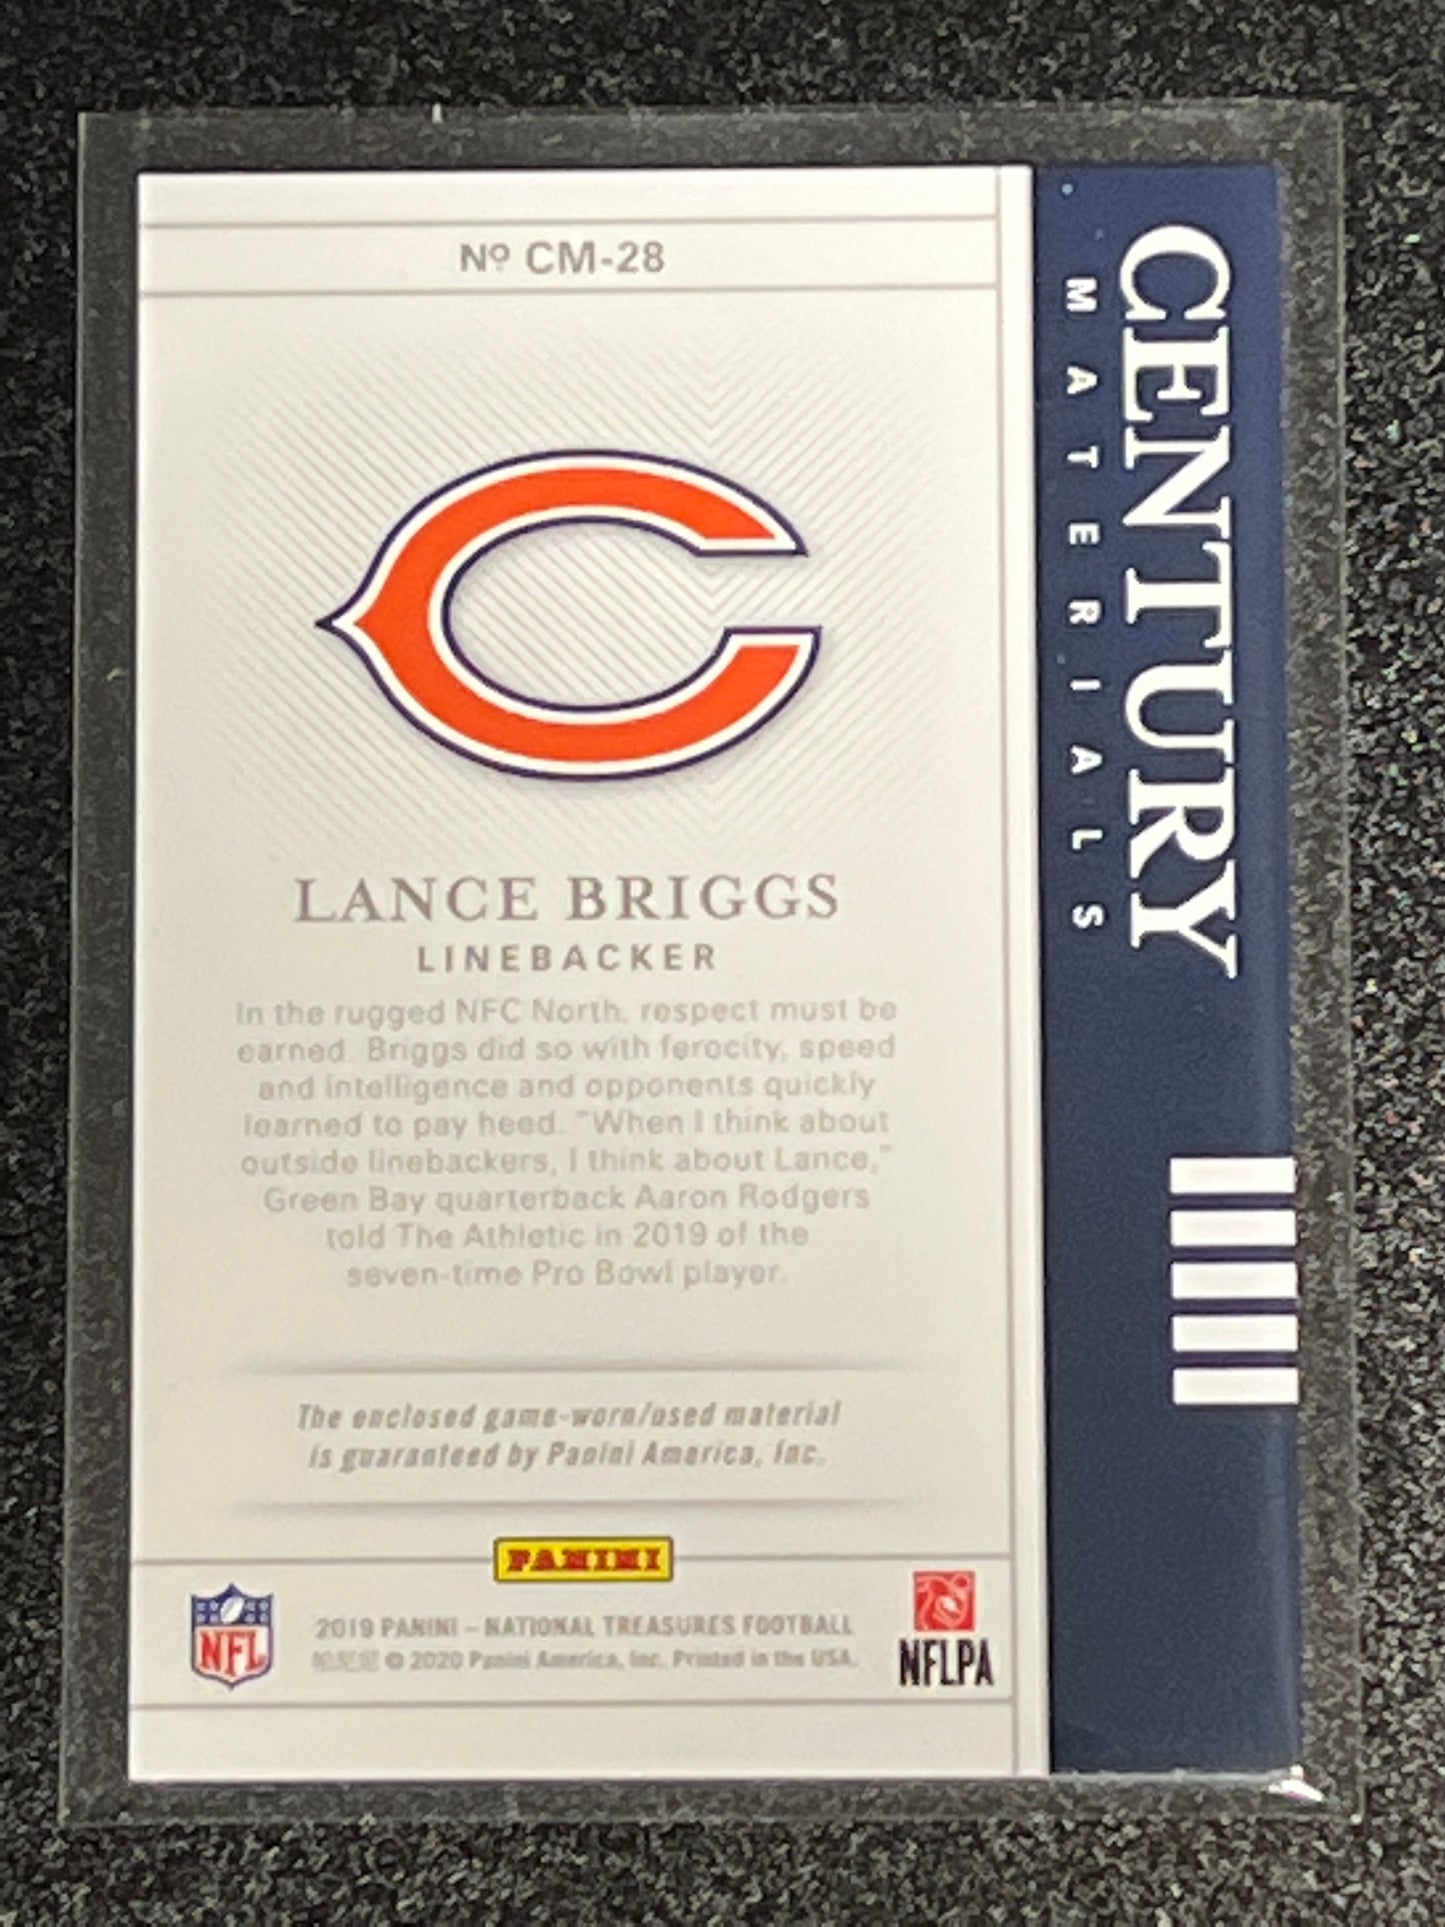 Nº CM-28
CENTURY
MATERIALS
LANCE BRIGGS
LINEBACKER
In the rugged NFC North, respect must be
earned. Briggs did so with ferocity, speed
and intelligence and opponents quickly
learned to pay heed. "When I think about
outside linebackers, I think about Lance,"
Green Bay quarterback Aaron Rodgers
told The Athletic in 2019 of the
seven-time Pro Bowl player.
The enclosed game-worn/used material
is guaranteed by Panini America, Inc.
PANINI
NFL
2019 PANINI – NATIONAL TREASURES FOOTBALL
帕尼尼 © 2020 Panini America, Inc. Printed in the USA.
NFLPA